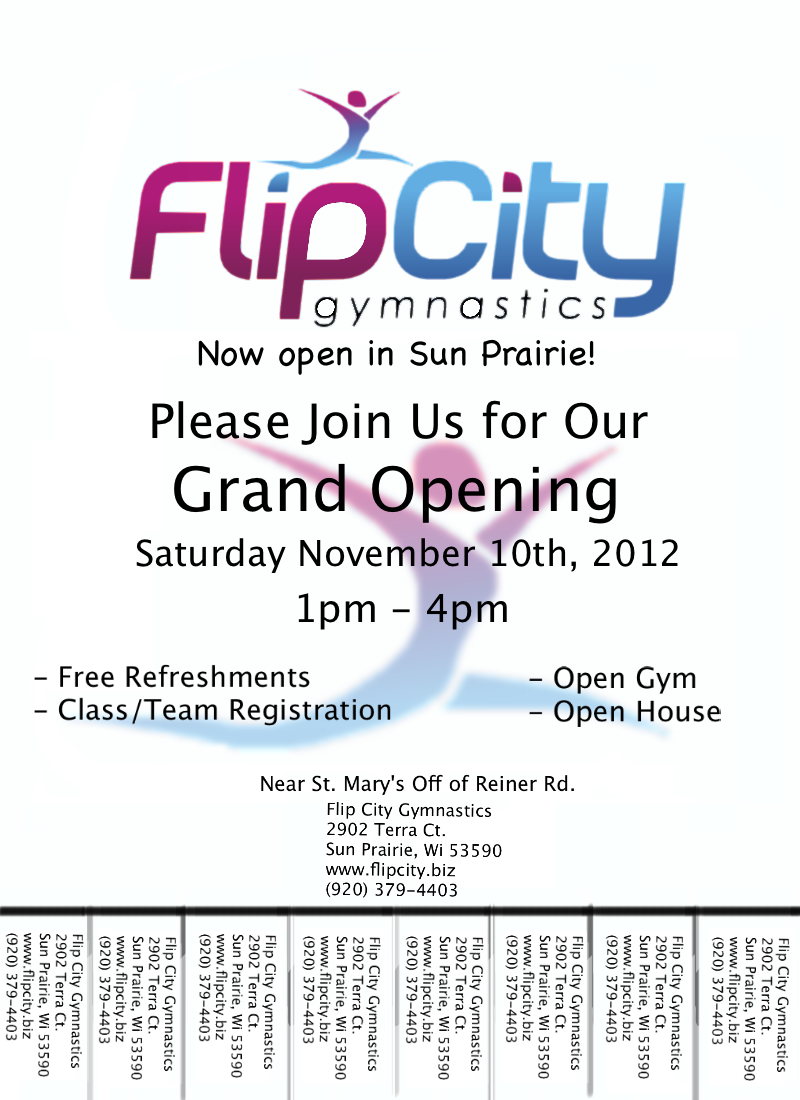 FlipCity
gymnastics
Now open in Sun Prairie!
Please Join Us for Our
Grand Opening
Saturday November 10th, 2012
1pm – 4pm
– Free Refreshments
– Class/Team Registration
– Open Gym
– Open House
Near St. Mary's Off of Reiner Rd.
Flip City Gymnastics
2902 Terra Ct.
Sun Prairie, Wi 53590
www.flipcity.biz
(920) 379-4403
Flip City Gymnastics
2902 Terra Ct.
Sun Prairie, Wi 53590
www.flipcity.biz
(920) 379-4403
Flip City Gymnastics
2902 Terra Ct.
Sun Prairie, Wi 53590
www.flipcity.biz
(920) 379-4403
Flip City Gymnastics
2902 Terra Ct.
Sun Prairie, Wi 53590
www.flipcity.biz
(920) 379-4403
Flip City Gymnastics
2902 Terra Ct.
Sun Prairie, Wi 53590
www.flipcity.biz
(920) 379-4403
Flip City Gymnastics
2902 Terra Ct.
Sun Prairie, Wi 53590
www.flipcity.biz
(920) 379-4403
Flip City Gymnastics
2902 Terra Ct.
Sun Prairie, Wi 53590
www.flipcity.biz
(920) 379-4403
Flip City Gymnastics
2902 Terra Ct.
Sun Prairie, Wi 53590
www.flipcity.biz
(920) 379-4403
Flip City Gymnastics
2902 Terra Ct.
Sun Prairie, Wi 53590
www.flipcity.biz
(920) 379-4403